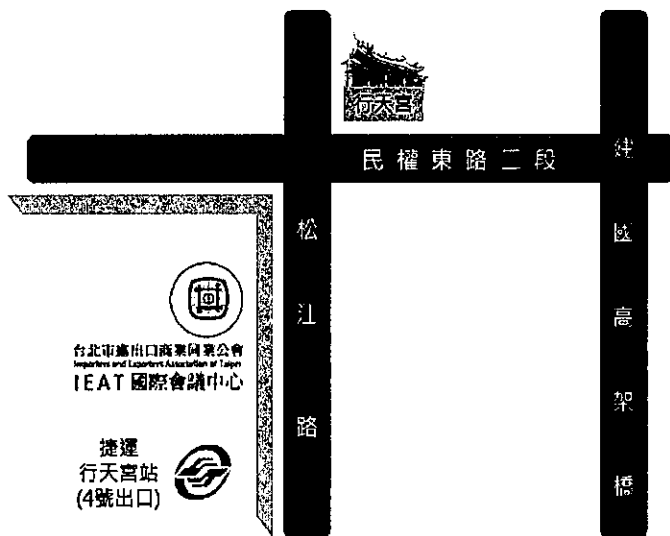 行天宮
民權東路二段
建國高架橋
松江路
台北市進出口商業同業公會
Importers and Exporters Association of Taipei
IEAT 國際會議中心
捷運
行天宮站
(4號出口)